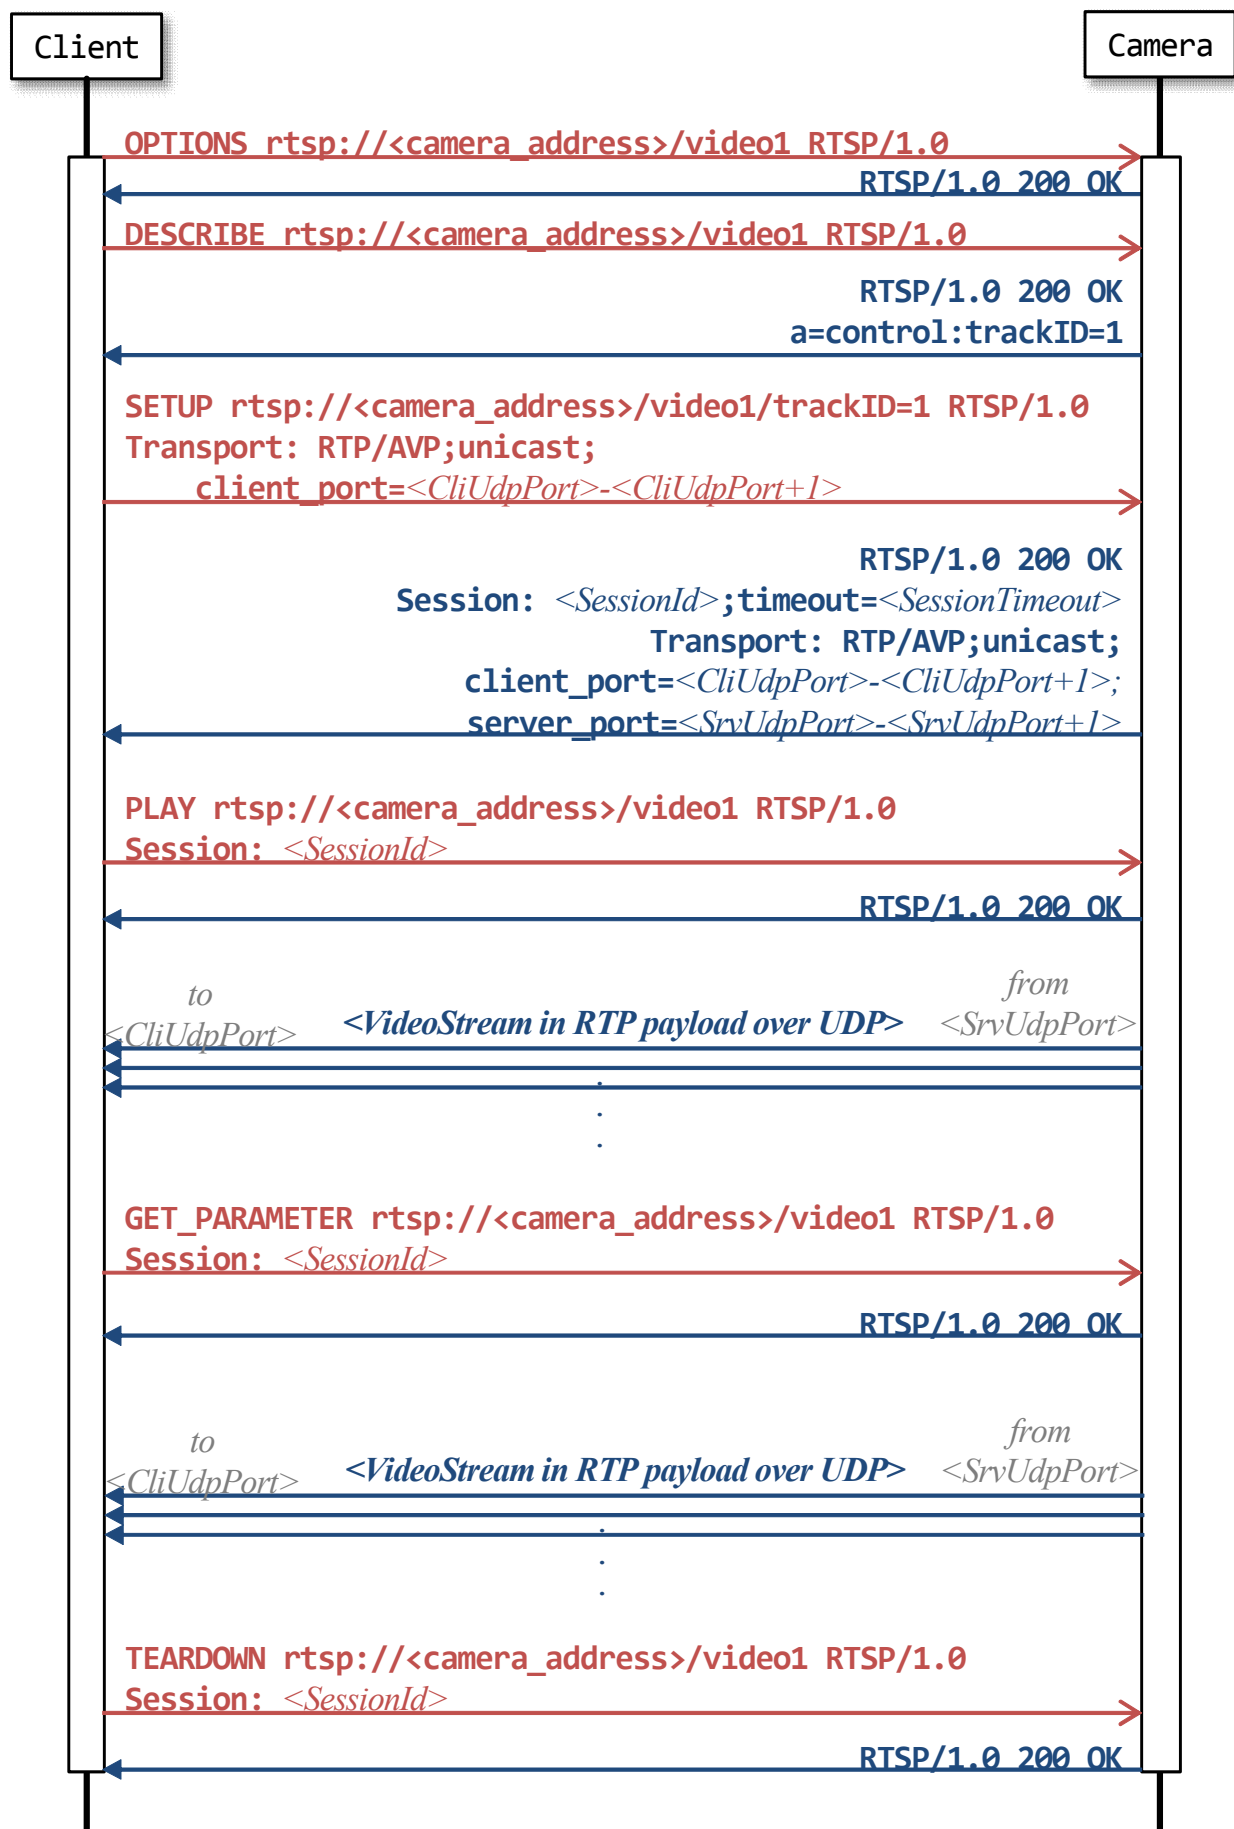 Client
Camera
OPTIONS rtsp://<camera_address>/video1 RTSP/1.0
RTSP/1.0 200 OK
DESCRIBE rtsp://<camera_address>/video1 RTSP/1.0
RTSP/1.0 200 OK
a=control:trackID=1
SETUP rtsp://<camera_address>/video1/trackID=1 RTSP/1.0
Transport: RTP/AVP;unicast;
client_port=<CliUdpPort>-<CliUdpPort+1>
RTSP/1.0 200 OK
Session: <SessionId>;timeout=<SessionTimeout>
Transport: RTP/AVP;unicast;
client_port=<CliUdpPort>-<CliUdpPort+1>;
server_port=<SrvUdpPort>-<SrvUdpPort+1>
PLAY rtsp://<camera_address>/video1 RTSP/1.0
Session: <SessionId>
RTSP/1.0 200 OK
to
<CliUdpPort>
<VideoStream in RTP payload over UDP>
from
<SrvUdpPort>
.
.
.
GET_PARAMETER rtsp://<camera_address>/video1 RTSP/1.0
Session: <SessionId>
RTSP/1.0 200 OK
to
<CliUdpPort>
<VideoStream in RTP payload over UDP>
from
<SrvUdpPort>
.
.
.
TEARDOWN rtsp://<camera_address>/video1 RTSP/1.0
Session: <SessionId>
RTSP/1.0 200 OK